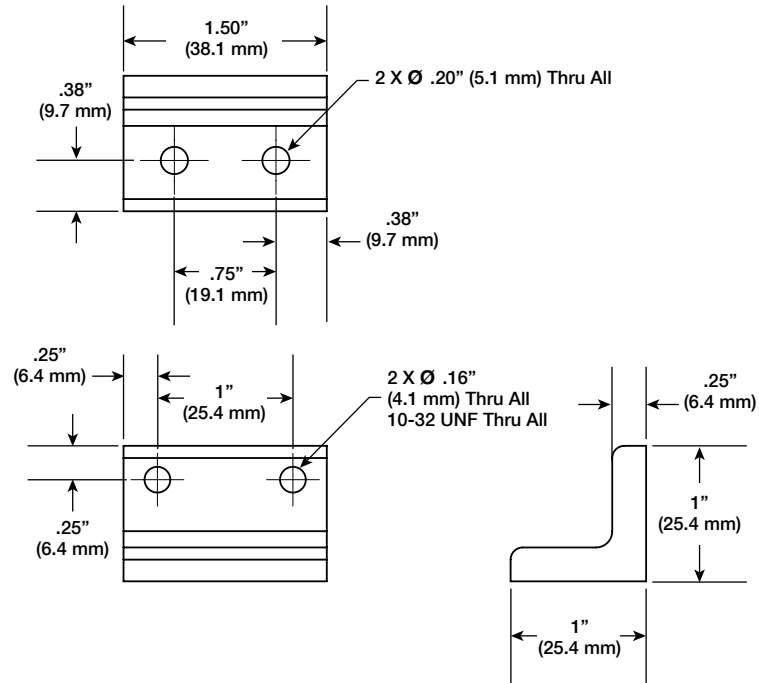 1.50”
(38.1 mm)
2 X Ø .20” (5.1 mm) Thru All
.38”
(9.7 mm)
.38”
(9.7 mm)
.75”
(19.1 mm)
.25”
(6.4 mm)
1”
(25.4 mm)
2 X Ø .16”
(4.1 mm) Thru All
10-32 UNF Thru All
.25”
(6.4 mm)
.25”
(6.4 mm)
1”
(25.4 mm)
1”
(25.4 mm)